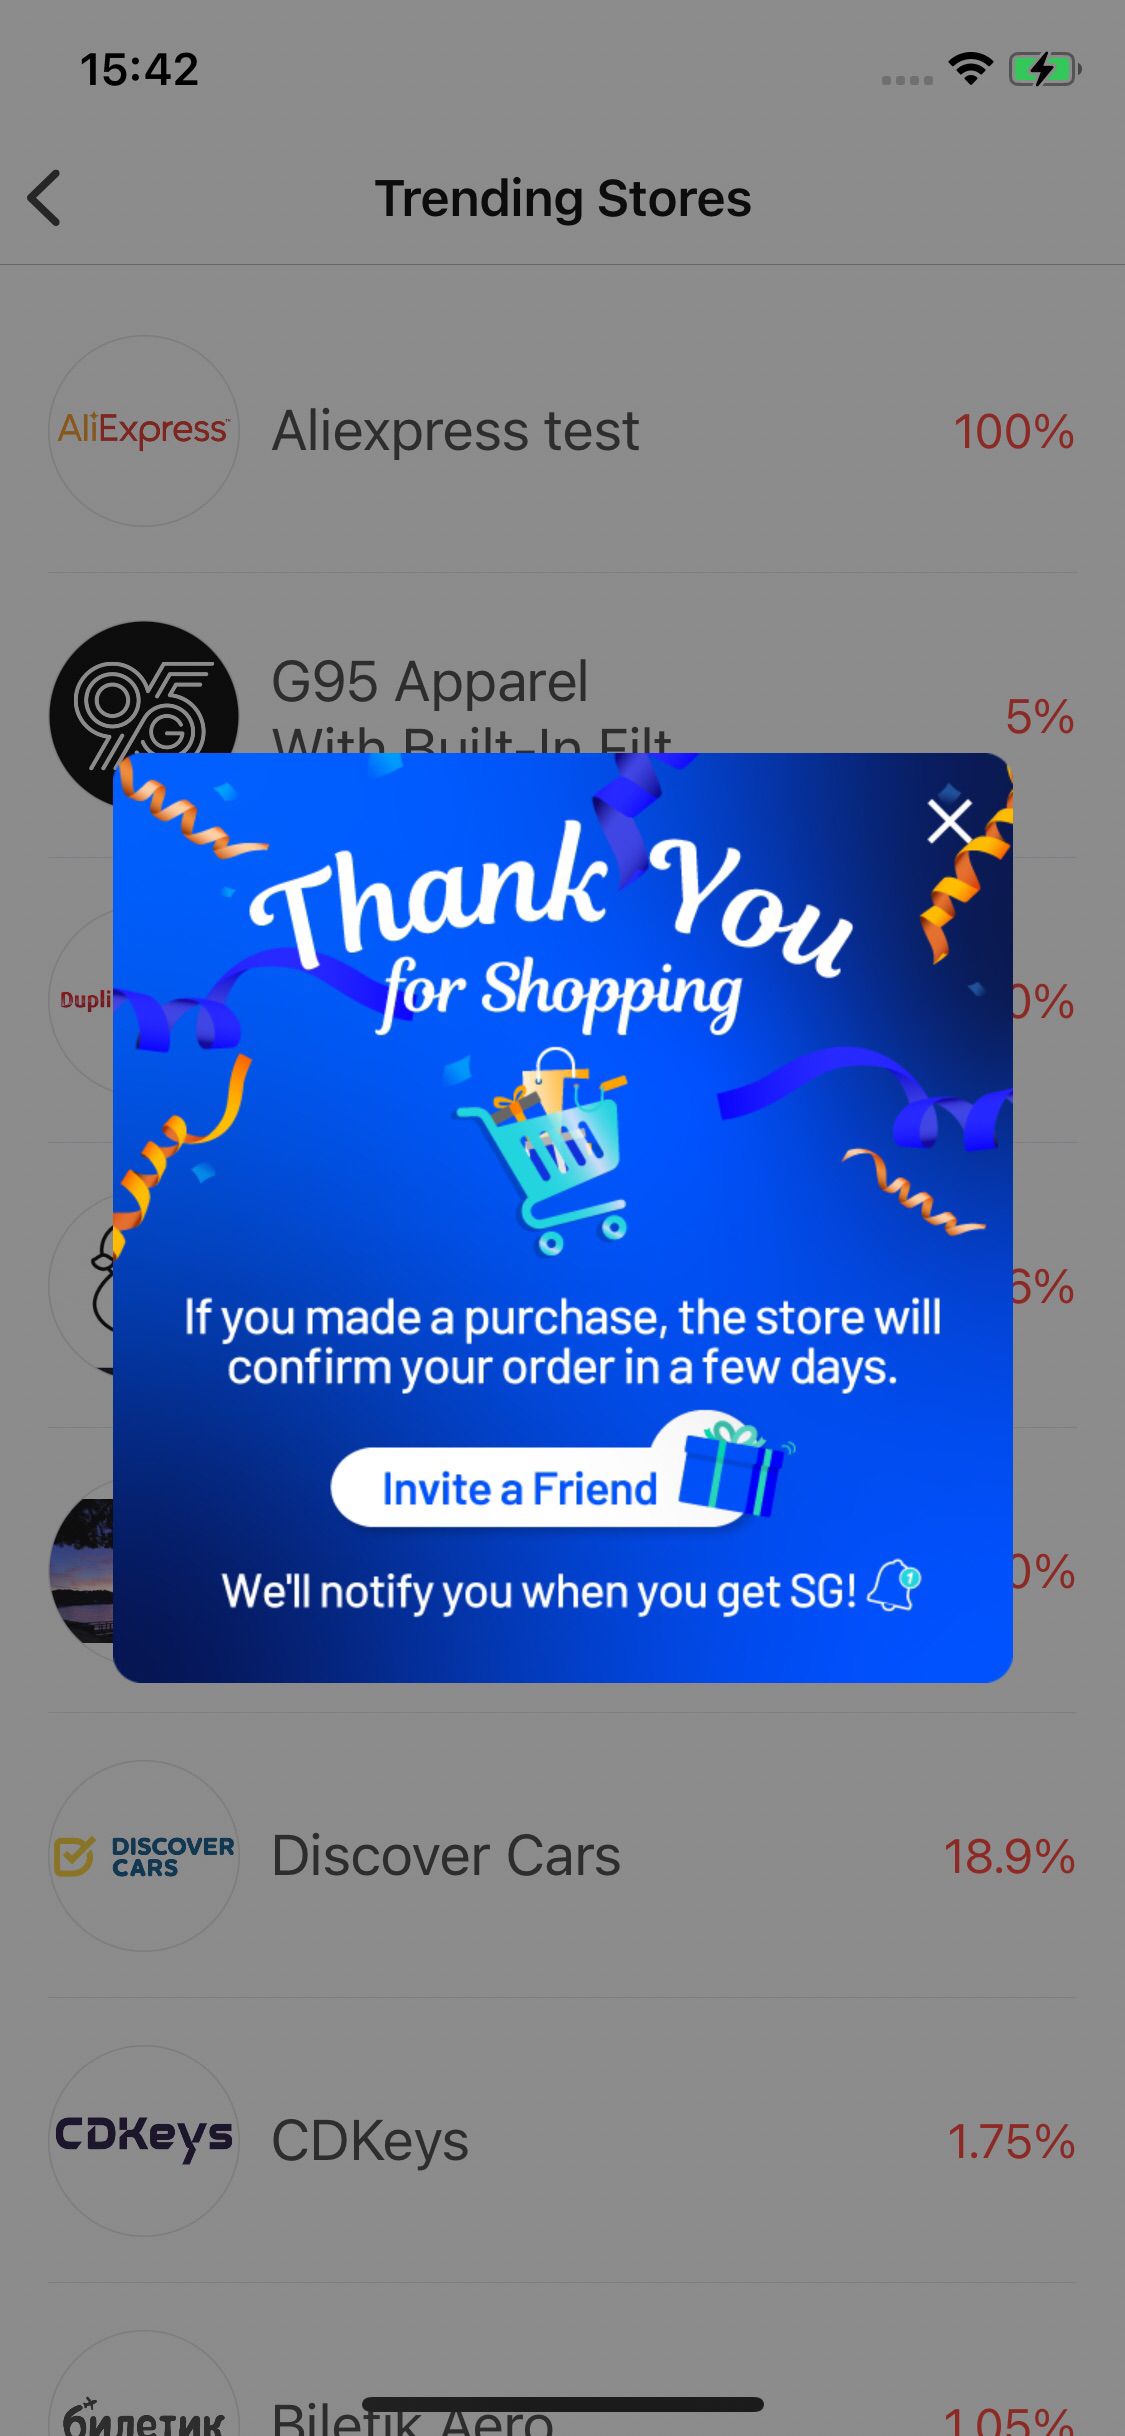 15:42
Trending Stores
AliExpress
Aliexpress test
100%
95G
G95 Apparel
With Built-In Filt
5%
Thank You
for Shopping
Dupli
0%
6%
If you made a purchase, the store will
confirm your order in a few days.
Invite a Friend
0%
We'll notify you when you get SG!
1
DISCOVER
CARS
Discover Cars
18.9%
CDKeys
CDKeys
1.75%
билетик
Biletik Aero
1.05%